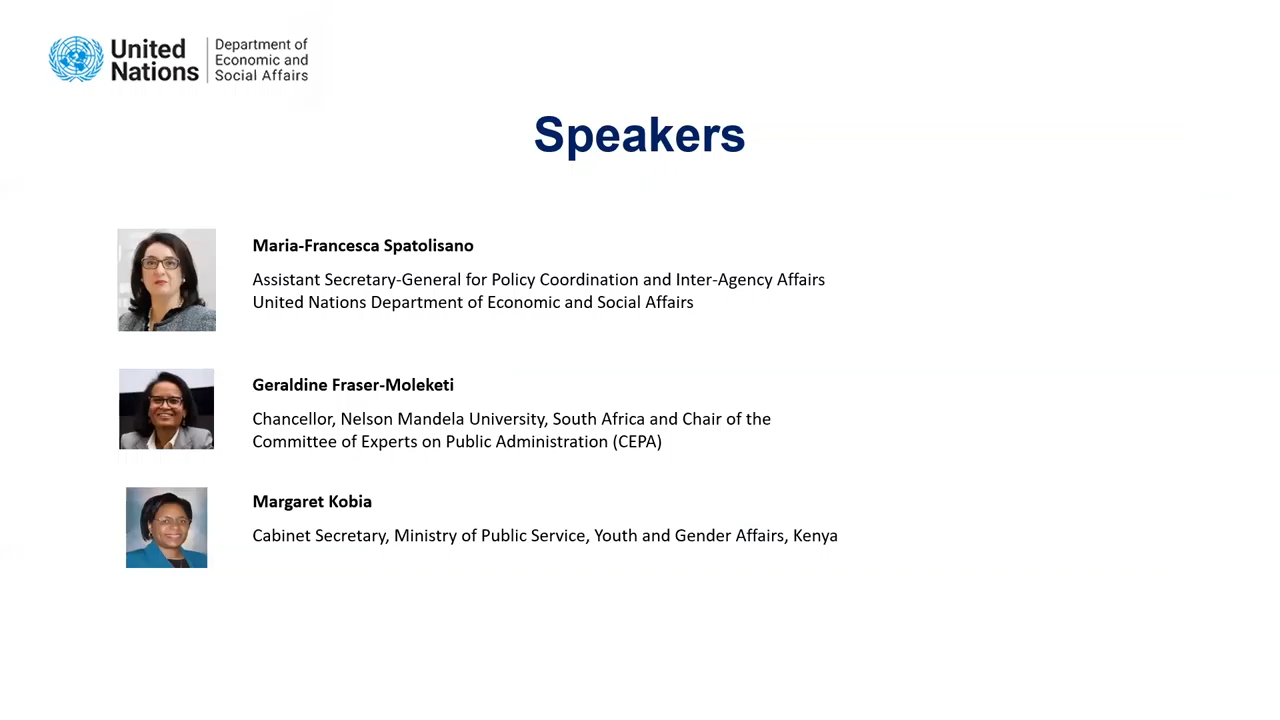 United
Nations
Department of
Economic and
Social Affairs
Speakers
Maria-Francesca Spatolisano
Assistant Secretary-General for Policy Coordination and Inter-Agency Affairs
United Nations Department of Economic and Social Affairs
Geraldine Fraser-Moleketi
Chancellor, Nelson Mandela University, South Africa and Chair of the
Committee of Experts on Public Administration (CEPA)
Margaret Kobia
Cabinet Secretary, Ministry of Public Service, Youth and Gender Affairs, Kenya